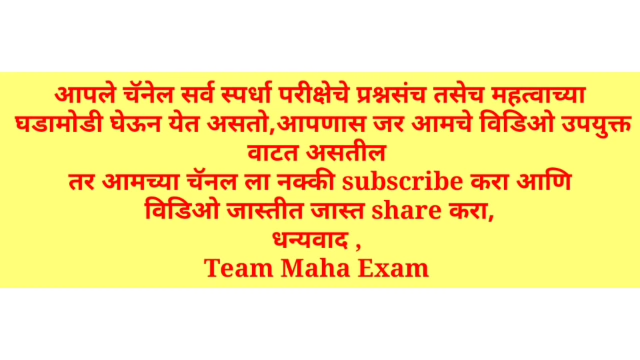 आपले चॅनेल सर्व स्पर्धा परीक्षेचे प्रश्नसंच तसेच महत्वाच्या
घडामोडी घेऊन येत असतो,आपणास जर आमचे विडिओ उपयुक्त
वाटत असतील
तर आमच्या चॅनल ला नक्की subscribe करा आणि
विडिओ जास्तीत जास्त share करा,
धन्यवाद ,
Team Maha Exam